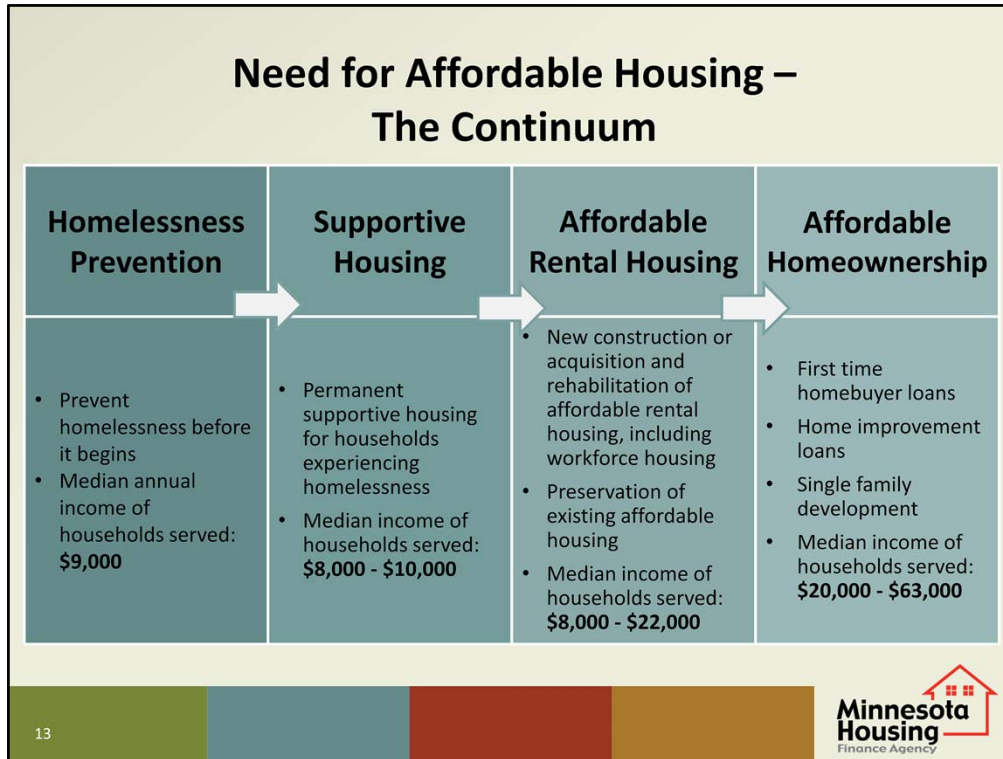 Need for Affordable Housing –
The Continuum
Homelessness
Prevention
Supportive
Housing
Affordable
Rental Housing
Affordable
Homeownership
• Prevent
homelessness before
it begins
• Median annual
income of
households served:
$9,000
• Permanent
supportive housing
for households
experiencing
homelessness
• Median income of
households served:
$8,000 - $10,000
• New construction or
acquisition and
rehabilitation of
affordable rental
housing, including
workforce housing
• Preservation of
existing affordable
housing
• Median income of
households served:
$8,000 - $22,000
• First time
homebuyer loans
• Home improvement
loans
• Single family
development
• Median income of
households served:
$20,000 - $63,000
13
Minnesota
Housing
Finance Agency